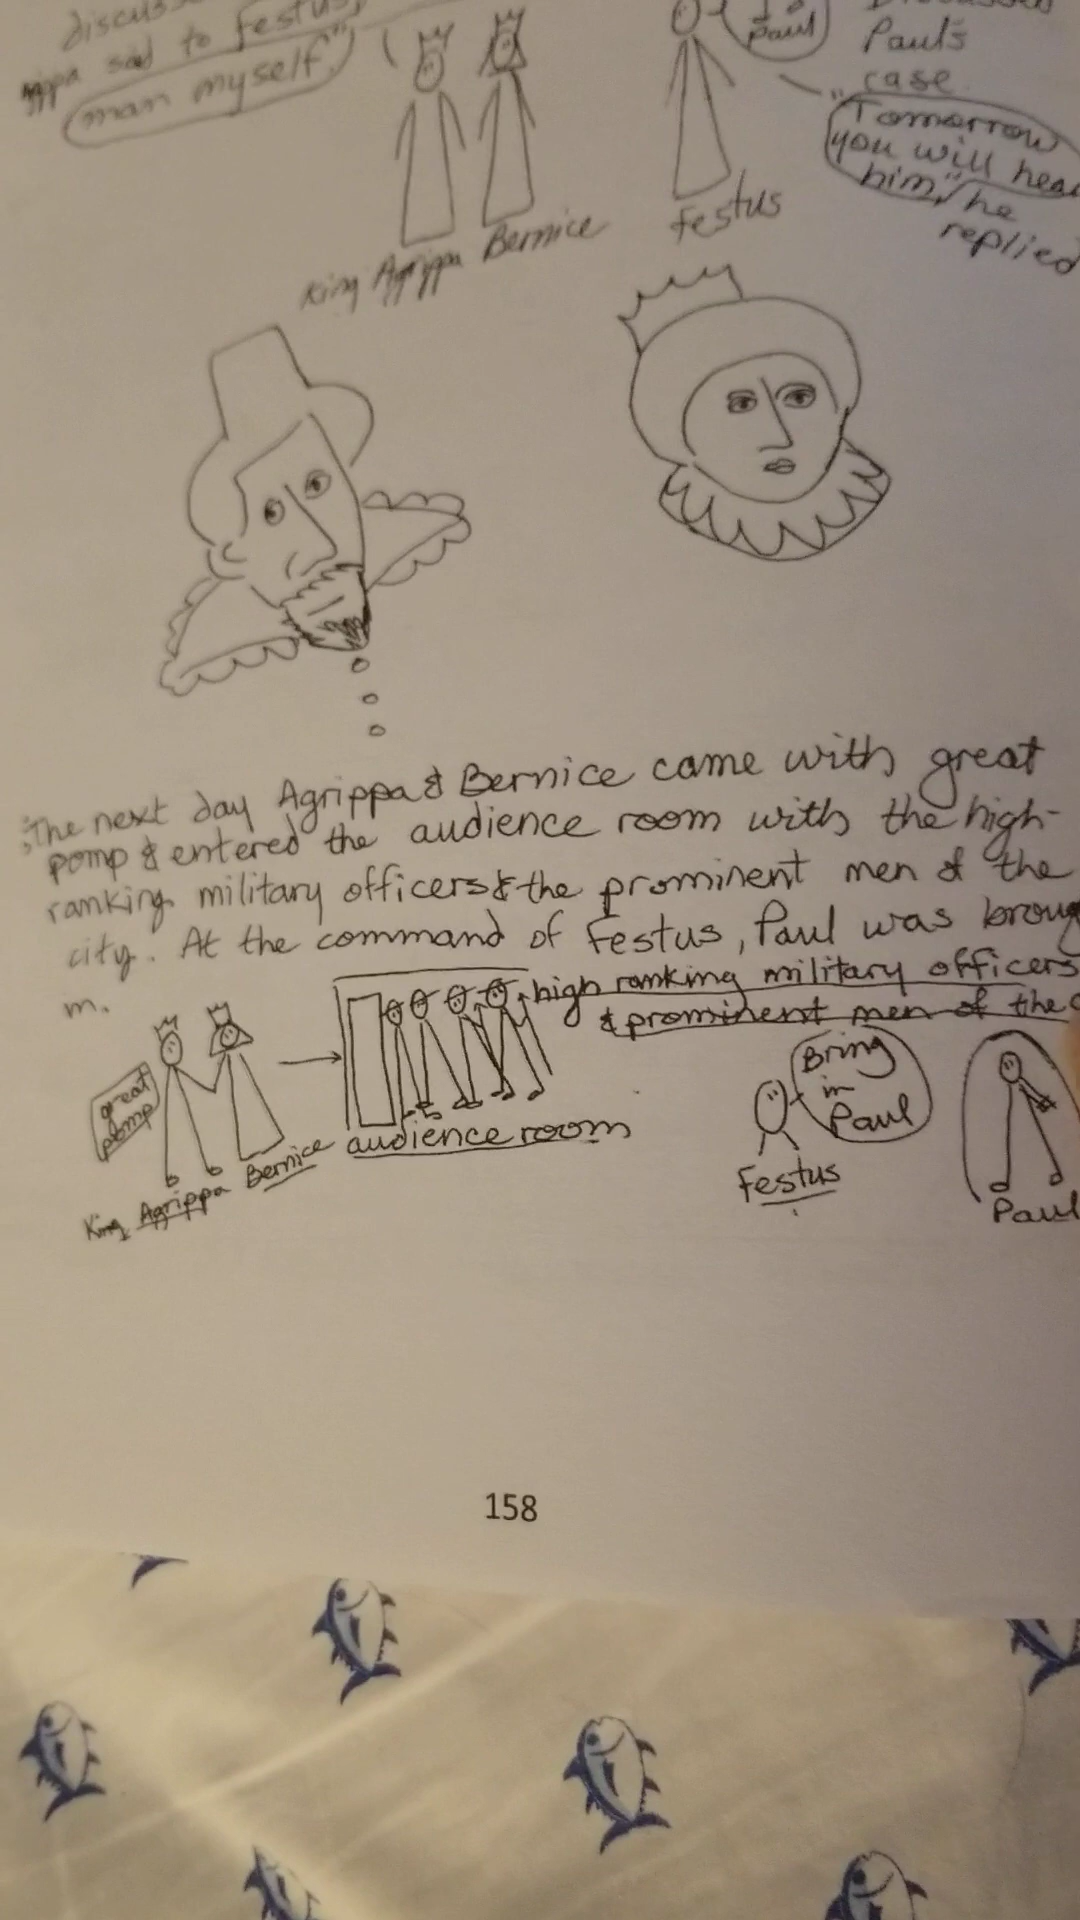 said to Festus,
man myself."
Paul
Paul's
case.
"Tomorrow
you will hear
him," he
replied
King Agrippa Bernice
Festus
The next day Agrippa & Bernice came with great
pomp & entered the audience room with the high-
ranking military officers & the prominent men of the
city. At the command of Festus, Paul was
in.
high ranking military officers
& prominent men of the
great
pomp
Bring
in
Paul
audience room
King Agrippa Bernice
Festus
Paul
158